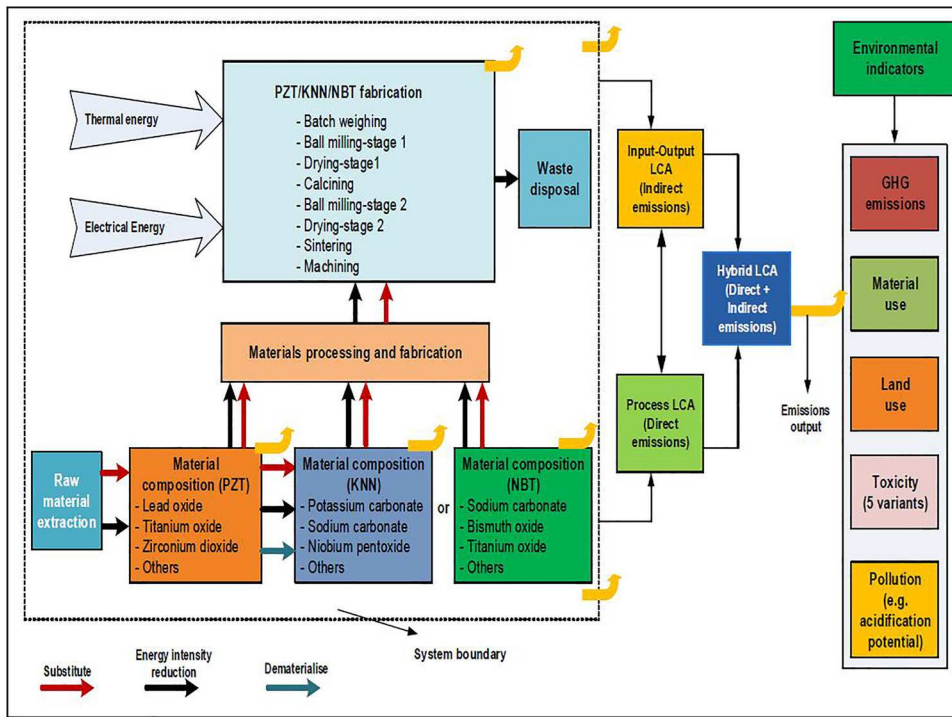 Thermal energy
Electrical Energy
PZT/KNN/NBT fabrication
- Batch weighing
- Ball milling-stage 1
- Drying-stage1
- Calcining
- Ball milling-stage 2
- Drying-stage 2
- Sintering
- Machining
Waste
disposal
Materials processing and fabrication
Raw
material
extraction
Material
composition (PZT)
- Lead oxide
- Titanium oxide
- Zirconium dioxide
- Others
Material composition
(KNN)
- Potassium carbonate
- Sodium carbonate
- Niobium pentoxide
- Others
or
Material composition
(NBT)
- Sodium carbonate
- Bismuth oxide
- Titanium oxide
- Others
System boundary
Substitute
Energy intensity
reduction
Dematerialise
Input-Output
LCA
(Indirect
emissions)
Process LCA
(Direct
emissions)
Hybrid LCA
(Direct +
Indirect
emissions)
Emissions
output
Environmental
indicators
GHG
emissions
Material
use
Land
use
Toxicity
(5 variants)
Pollution
(e.g.
acidification
potential)